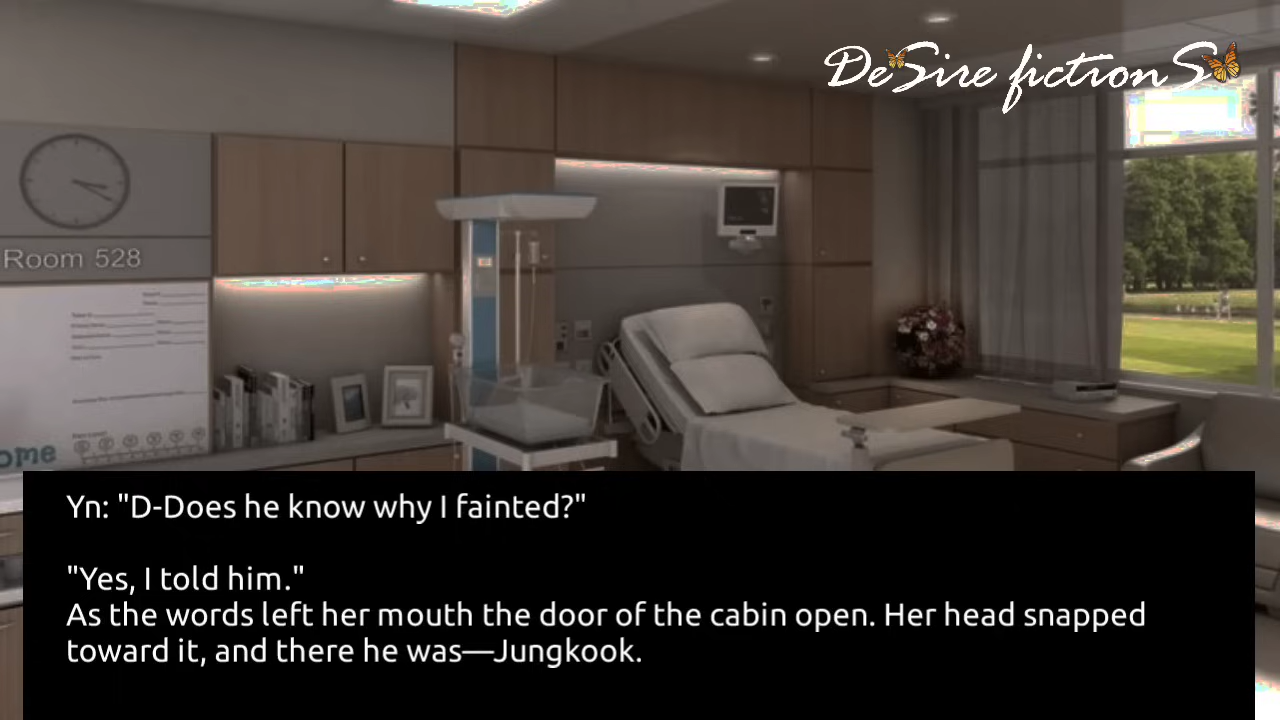 DeSire fictionS
Room 528
ome
Yn: "D-Does he know why I fainted?"
"Yes, I told him."
As the words left her mouth the door of the cabin open. Her head snapped
toward it, and there he was—Jungkook.